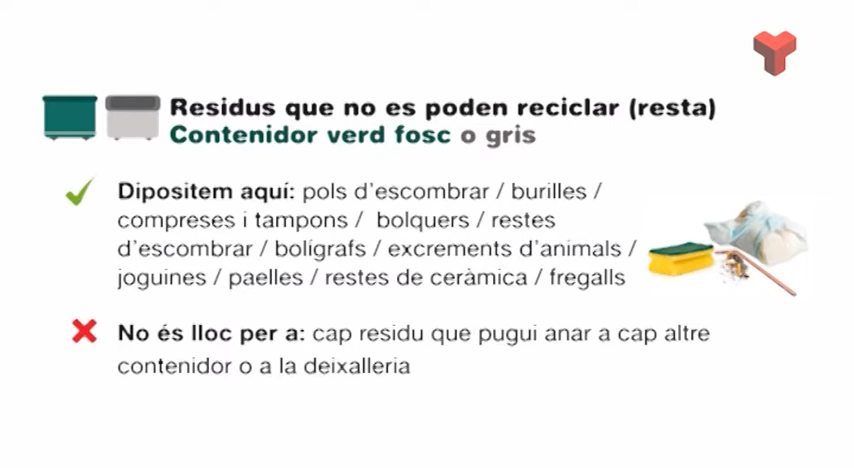 Residus que no es poden reciclar (resta)
Contenidor verd fosc o gris
Dipositem aquí: pols d'escombrar / burilles /
compreses i tampons / bolquers / restes
d'escombrar / bolígrafs / excrements d'animals /
joguines / paelles / restes de ceràmica / fregalls
No és lloc per a: cap residu que pugui anar a cap altre
contenidor o a la deixalleria